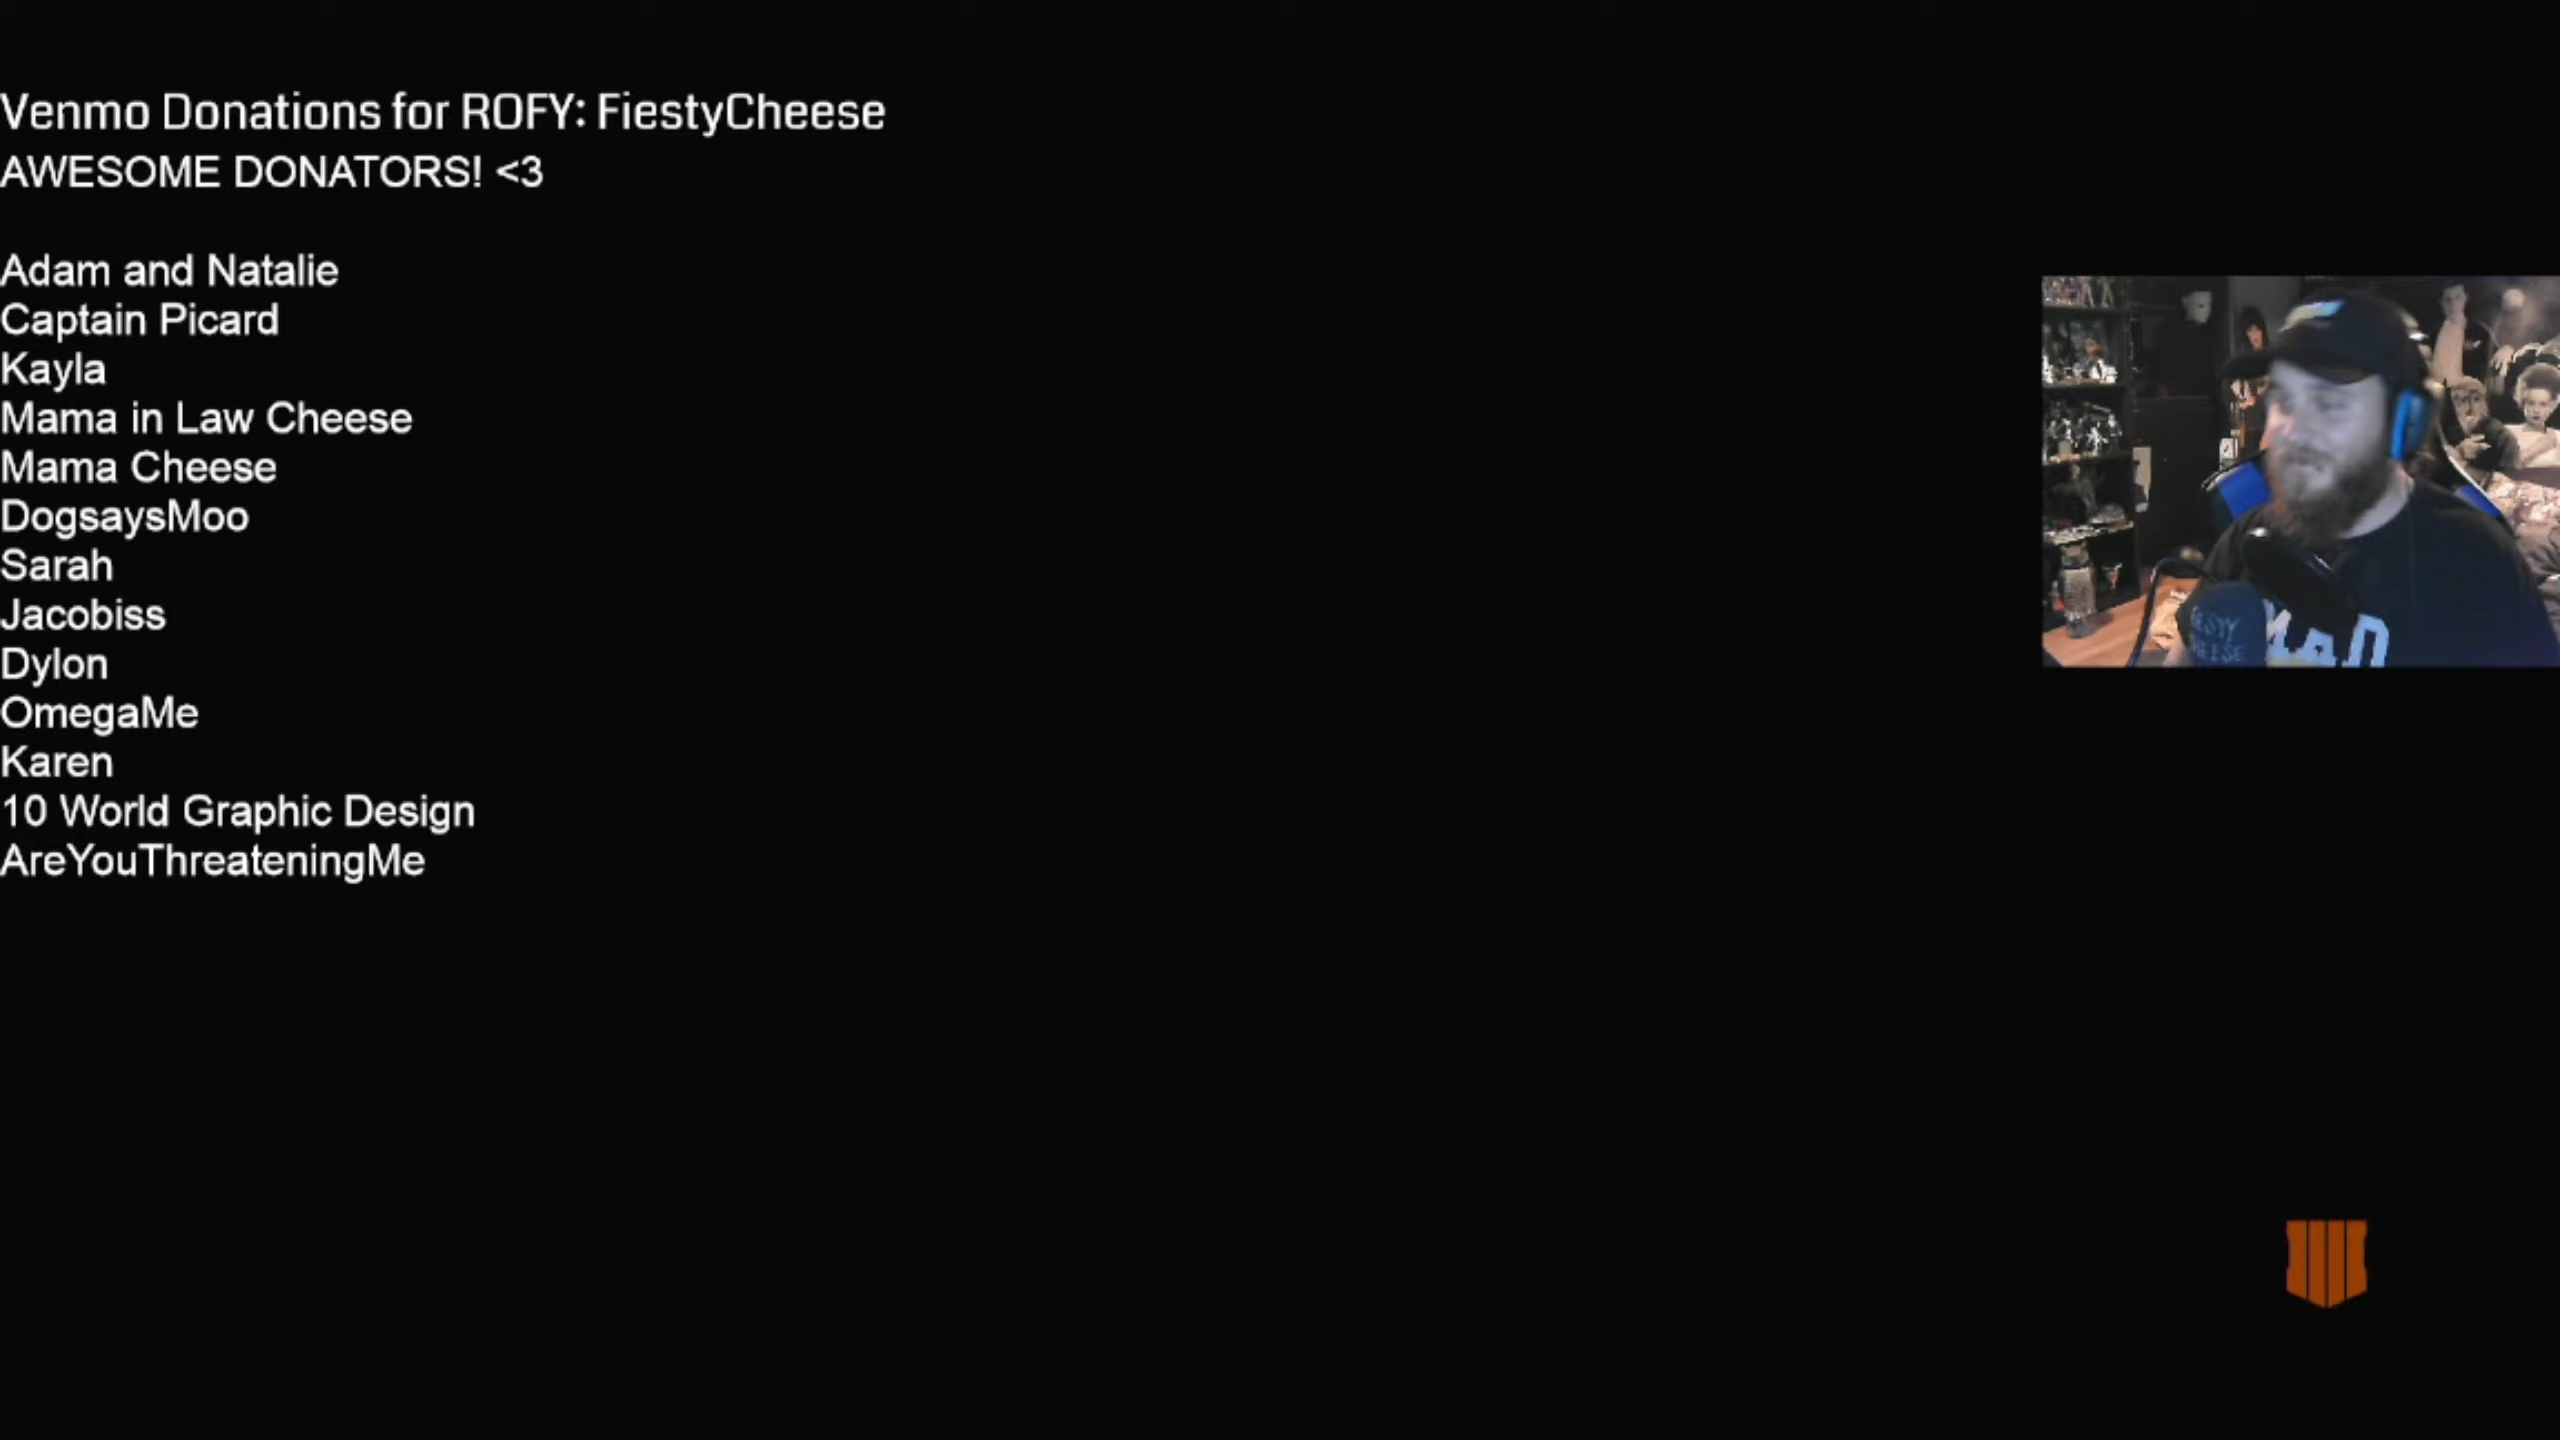 Venmo Donations for ROFY: FiestyCheese
AWESOME DONATORS! <3
Adam and Natalie
Captain Picard
Kayla
Mama in Law Cheese
Mama Cheese
DogsaysMoo
Sarah
Jacobiss
Dylon
OmegaMe
Karen
10 World Graphic Design
AreYouThreateningMe